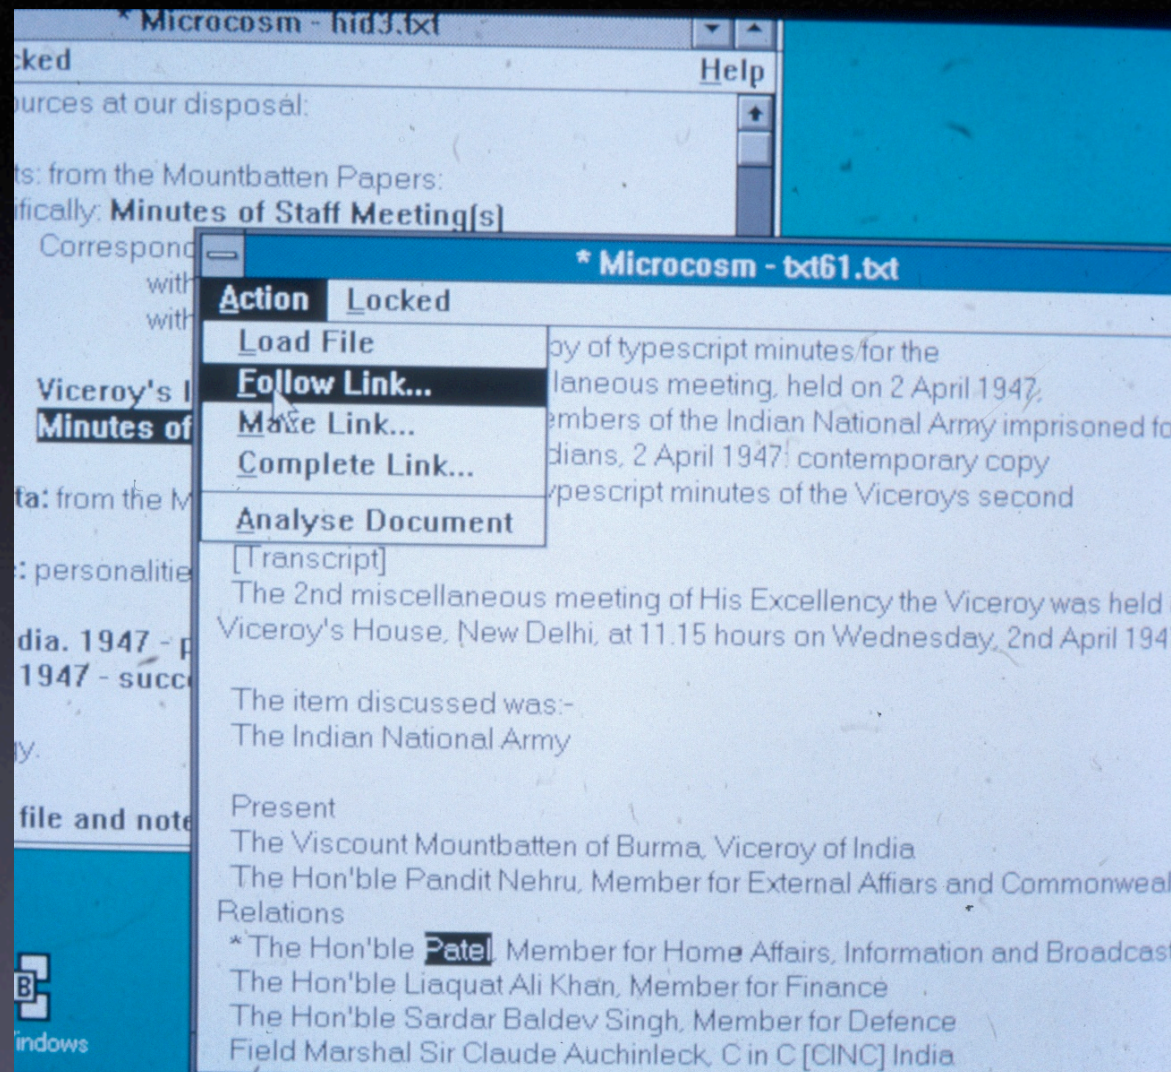 * Microcosm - hid3.txt
cked
Help
ources at our disposal:
ts: from the Mountbatten Papers:
ifically: Minutes of Staff Meeting[s]
Correspond
with
with
Viceroy's I
Minutes of
ta: from the M
: personalitie
dia. 1947 - p
1947 - succe
gy.
file and note
B
indows
* Microcosm - txt61.txt
Action Locked
Load File
Follow Link...
Make Link...
Complete Link...
Analyse Document
py of typescript minutes for the
llaneous meeting, held on 2 April 1947,
embers of the Indian National Army imprisoned fo
dians, 2 April 1947: contemporary copy
ypescript minutes of the Viceroys second
[Transcript]
The 2nd miscellaneous meeting of His Excellency the Viceroy was held
Viceroy's House, New Delhi, at 11.15 hours on Wednesday, 2nd April 194
The item discussed was:-
The Indian National Army
Present
The Viscount Mountbatten of Burma, Viceroy of India
The Hon'ble Pandit Nehru, Member for External Affiars and Commonweal
Relations
* The Hon'ble Patel, Member for Home Affairs, Information and Broadcast
The Hon'ble Liaquat Ali Khan, Member for Finance
The Hon'ble Sardar Baldev Singh, Member for Defence
Field Marshal Sir Claude Auchinleck, C in C [CINC] India